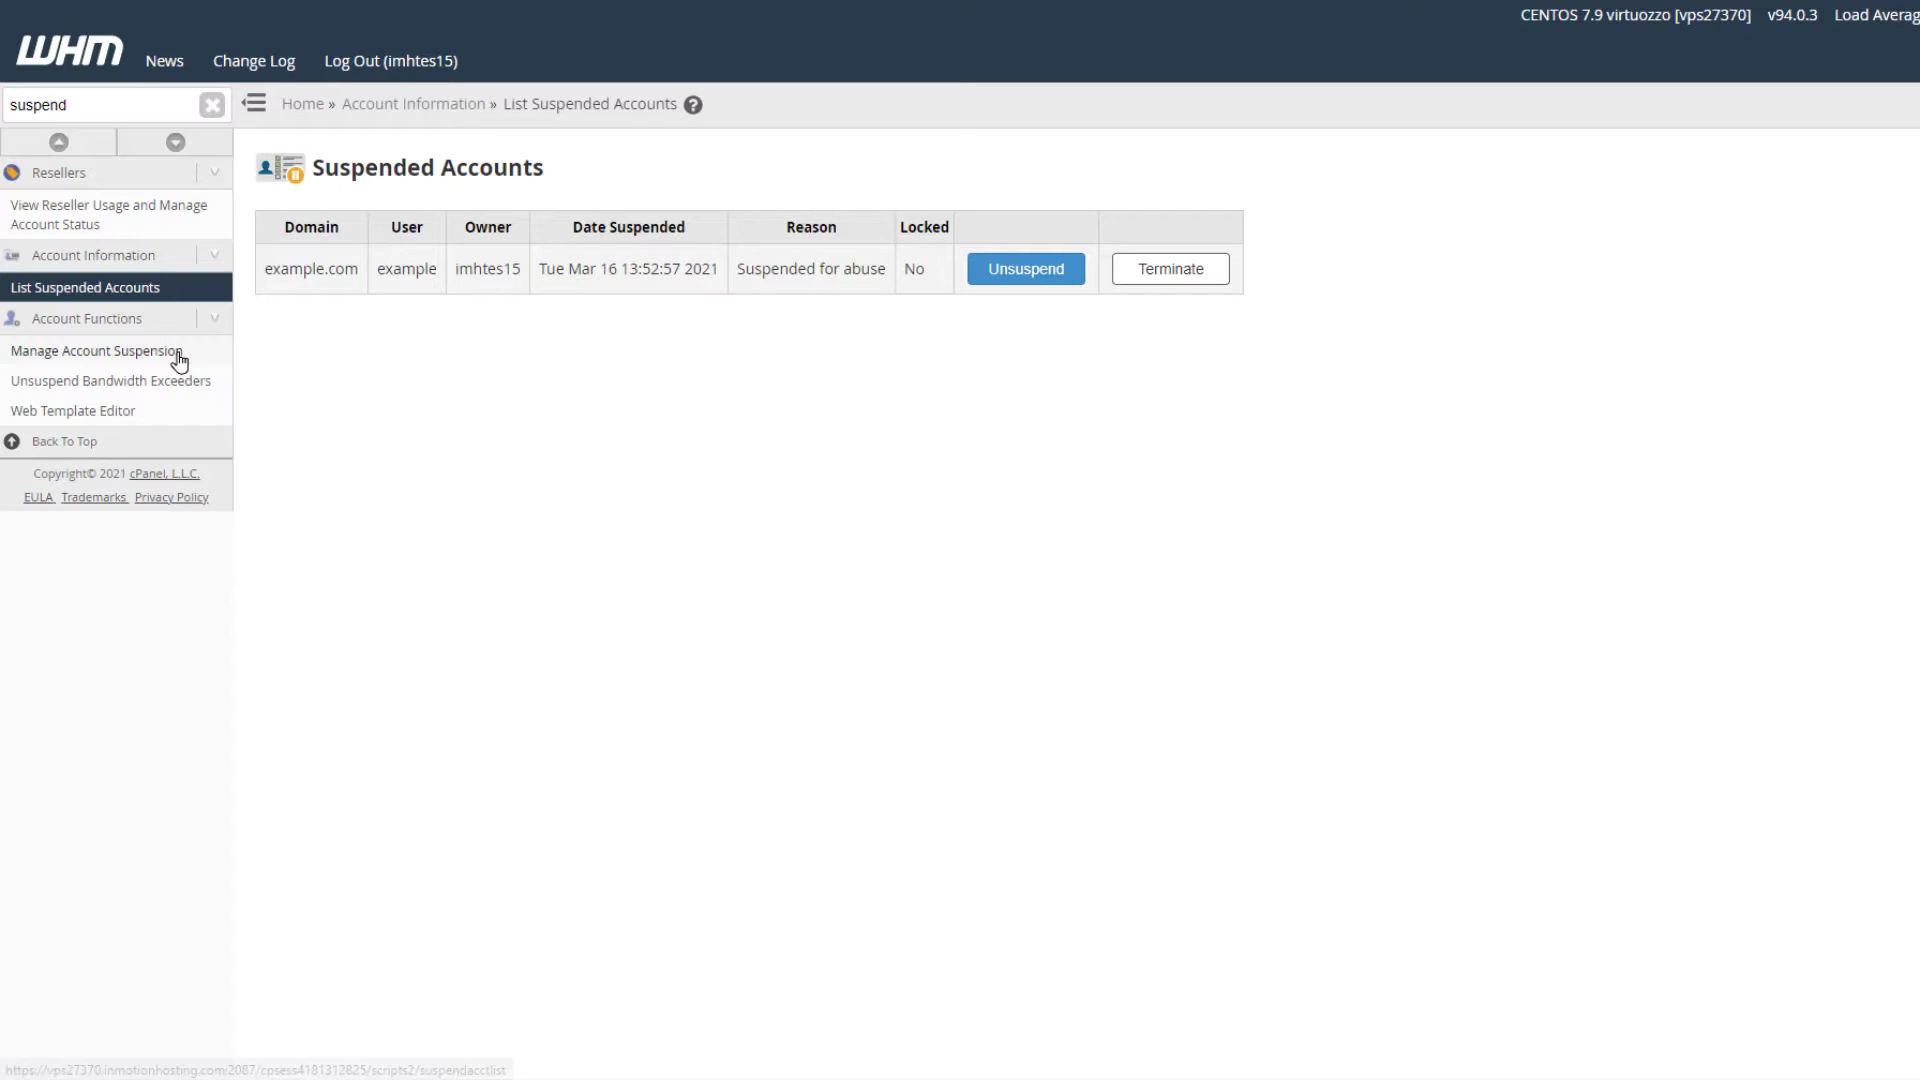 CENTOS 7.9 virtuozzo [vps27370] v94.0.3 Load Averag
WHM News Change Log Log Out (imhtes15)
suspend
Home » Account Information » List Suspended Accounts ?
Resellers
View Reseller Usage and Manage
Account Status
Account Information
List Suspended Accounts
Account Functions
Manage Account Suspension
Unsuspend Bandwidth Exceeders
Web Template Editor
Back To Top
Copyright© 2021 cPanel, L.L.C.
EULA Trademarks Privacy Policy
Suspended Accounts
Domain User Owner Date Suspended Reason Locked
example.com example imhtes15 Tue Mar 16 13:52:57 2021 Suspended for abuse No Unsuspend Terminate
https://vps27370.inmotionhosting.com:2087/cpsess4181312825/scripts2/suspendacctlist